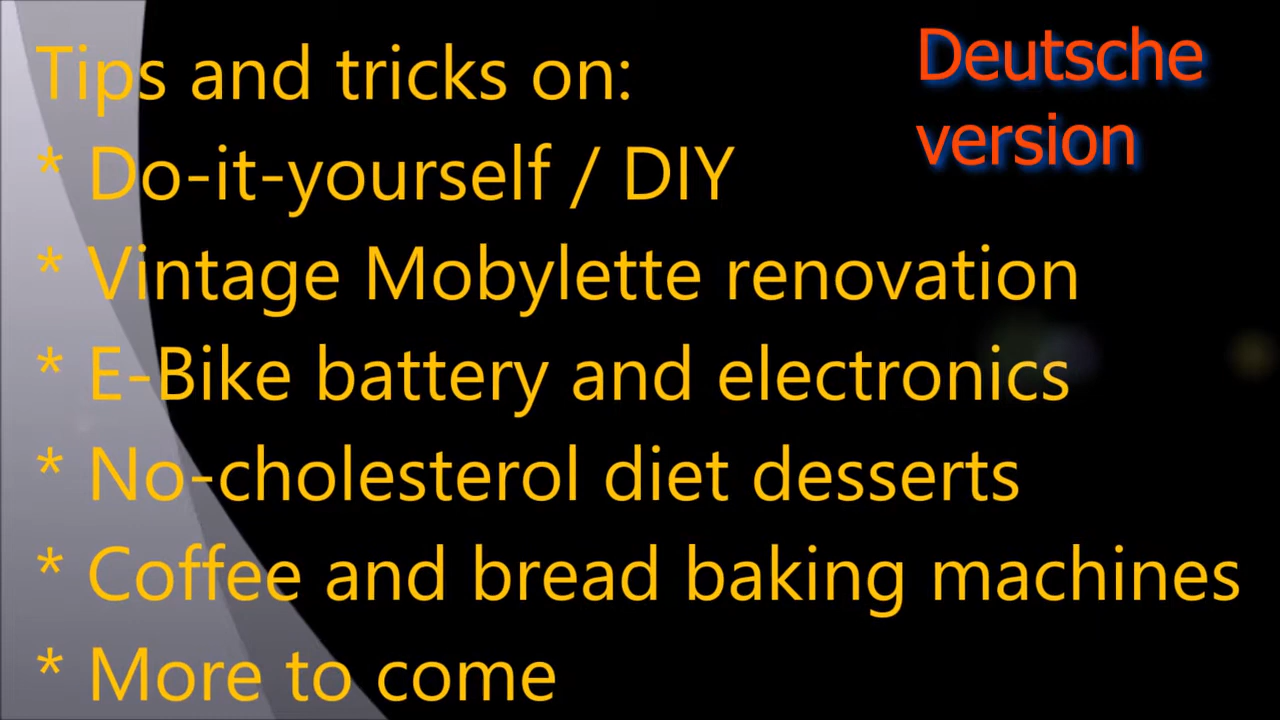 Tips and tricks on:
* Do-it-yourself / DIY
* Vintage Mobylette renovation
* E-Bike battery and electronics
* No-cholesterol diet desserts
* Coffee and bread baking machines
* More to come
Deutsche
version